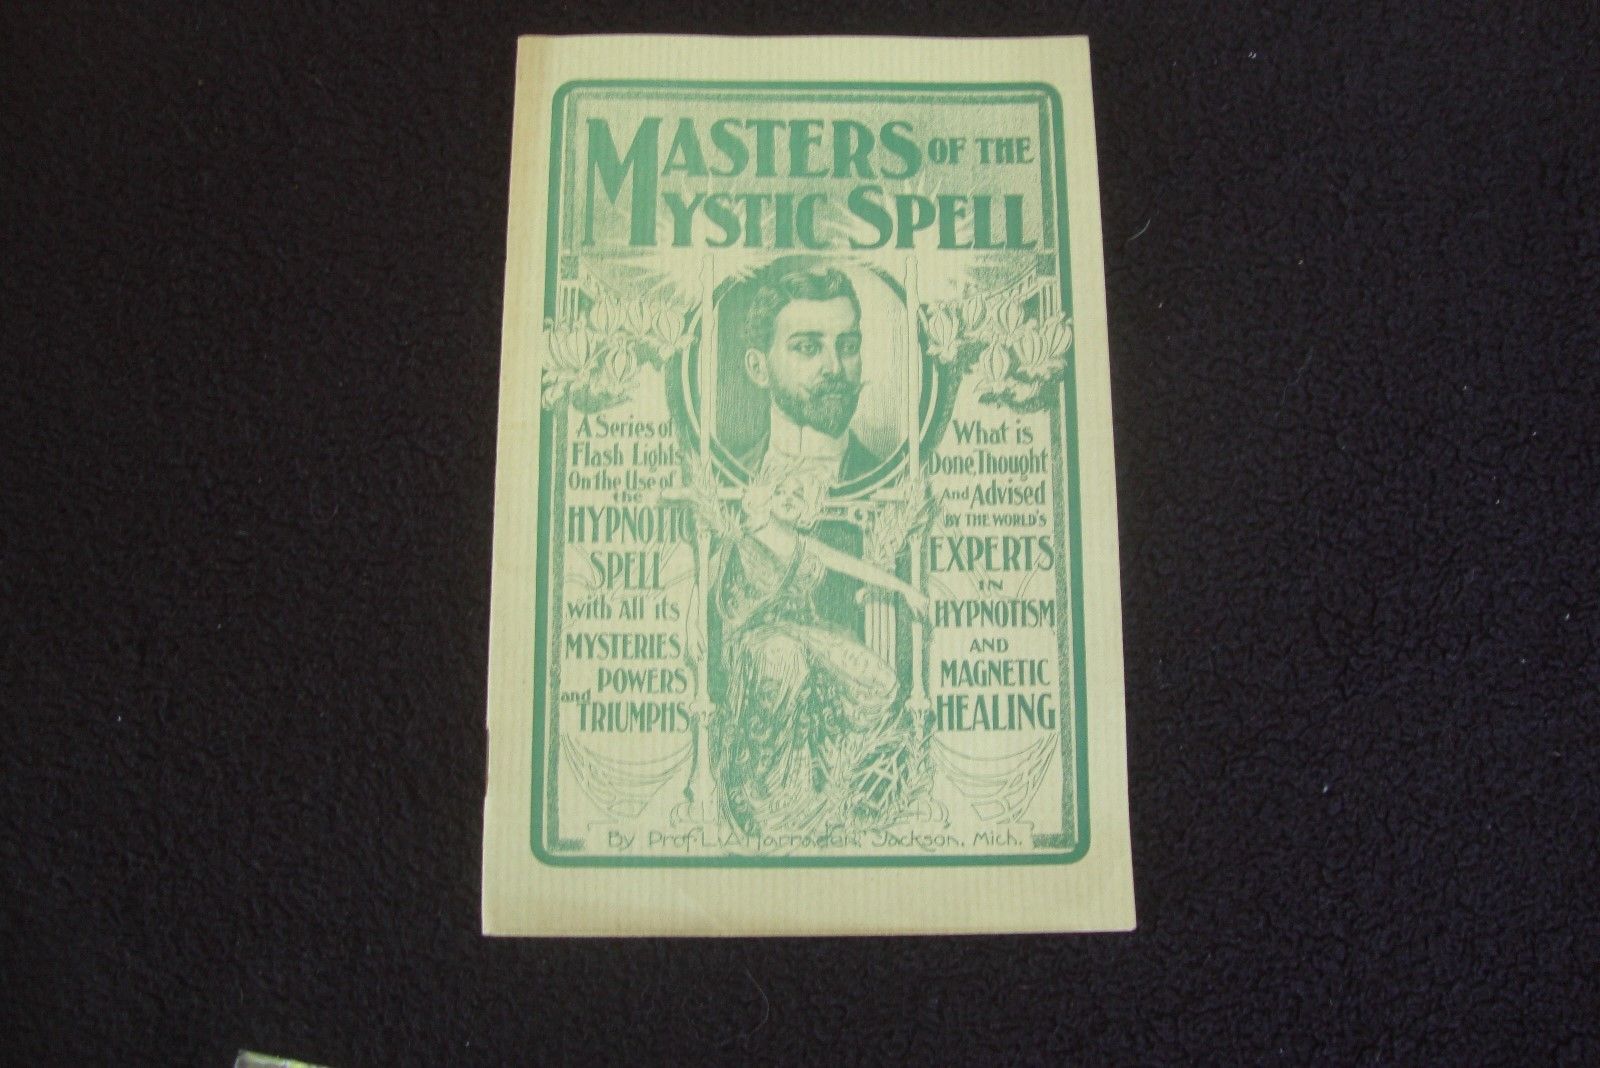 MASTERS OF THE
MYSTIC SPELL
A Series of
Flash Lights
On the Use of
the
HYPNOTIC
SPELL
with All its
MYSTERIES
POWERS
and TRIUMPHS
What is
Done, Thought
And Advised
BY THE WORLD'S
EXPERTS
IN
HYPNOTISM
AND
MAGNETIC
HEALING
By Prof. L. A. Harraden, Jackson, Mich.